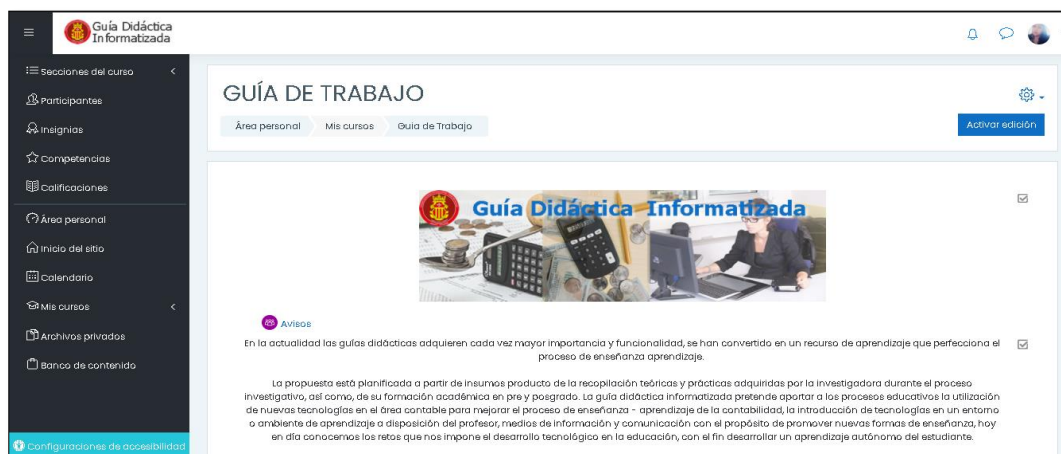 Guía Didáctica
Informatizada
Secciones del curso
Participantes
Insignias
Competencias
Calificaciones
Área personal
Inicio del sitio
Calendario
Mis cursos
Archivos privados
Banco de contenido
Configuraciones de accesibilidad
GUÍA DE TRABAJO
Área personal Mis cursos Guia de Trabajo
Activar edición
Guía Didáctica Informatizada
Avisos
En la actualidad las guías didácticas adquieren cada vez mayor importancia y funcionalidad, se han convertido en un recurso de aprendizaje que perfecciona el
proceso de enseñanza aprendizaje.
La propuesta está planificada a partir de insumos producto de la recopilación teóricas y prácticas adquiridas por la investigadora durante el proceso
investigativo, así como, de su formación académica en pre y posgrado. La guía didáctica informatizada pretende aportar a los procesos educativos la utilización
de nuevas tecnologías en el área contable para mejorar el proceso de enseñanza - aprendizaje de la contabilidad, la introducción de tecnologías en un entorno
o ambiente de aprendizaje a disposición del profesor, medios de información y comunicación con el propósito de promover nuevas formas de enseñanza, hoy
en día conocemos los retos que nos impone el desarrollo tecnológico en la educación, con el fin desarrollar un aprendizaje autónomo del estudiante.